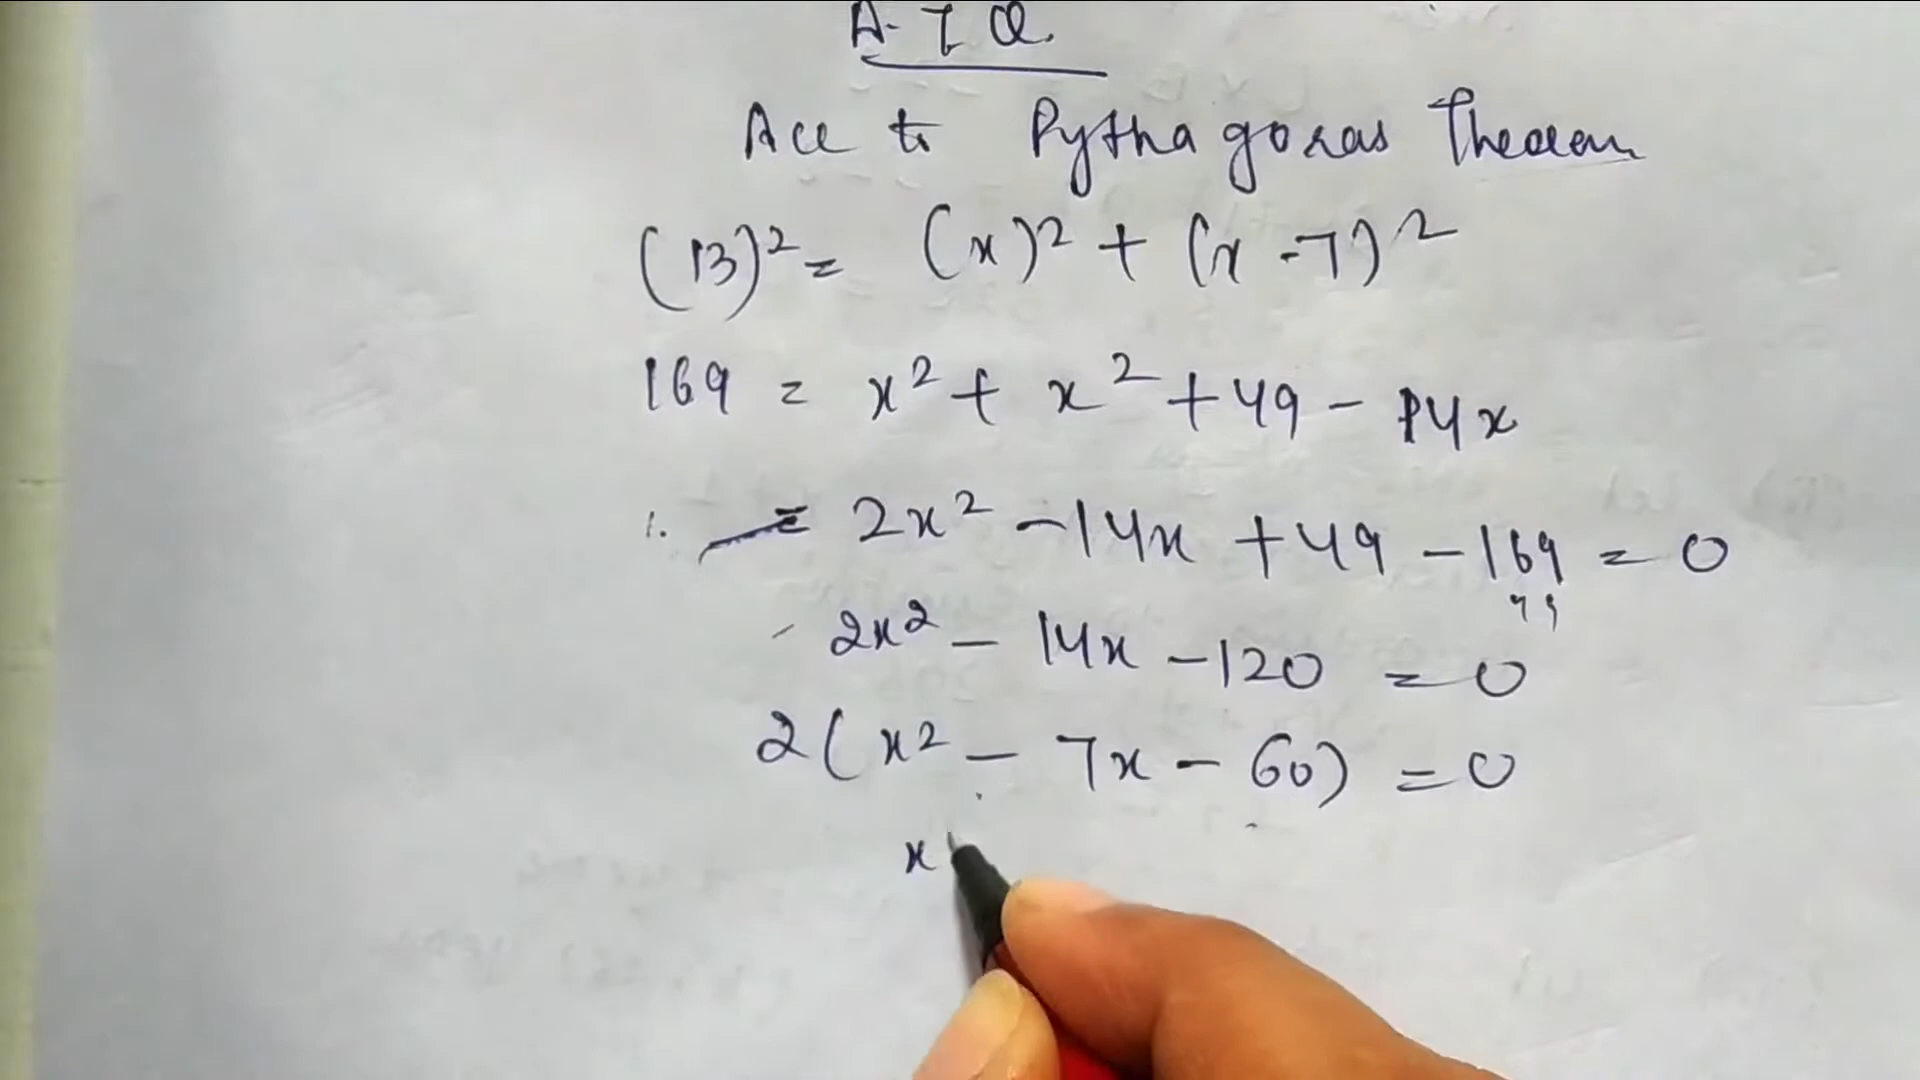 A.T.Q.
Acc to Pythagoras Theorem
(13)² = (x)² + (x - 7)²
169 = x² + x² + 49 - 14x
= 2x² - 14x + 49 - 169 = 0
49
2x² - 14x - 120 = 0
2(x² - 7x - 60) = 0
x